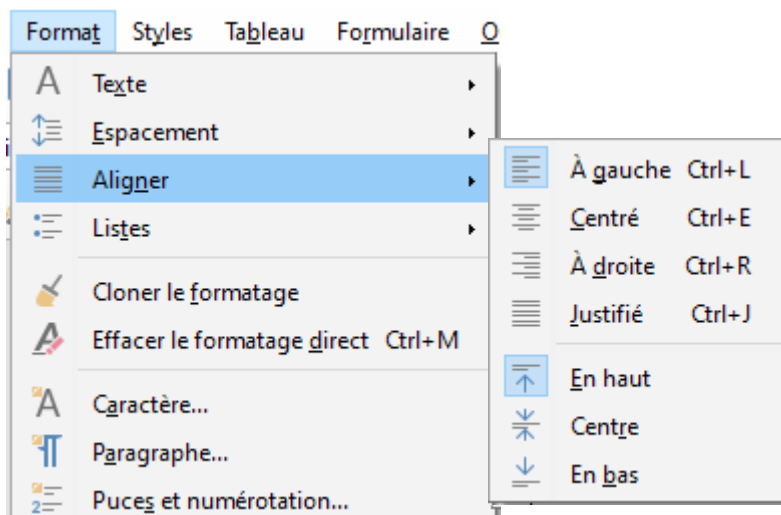 Format Styles Tableau Formulaire O
Texte
Espacement
Aligner
Listes
Cloner le formatage
Effacer le formatage direct Ctrl+M
Caractère...
Paragraphe...
Puces et numérotation...
À gauche Ctrl+L
Centré Ctrl+E
À droite Ctrl+R
Justifié Ctrl+J
En haut
Centre
En bas